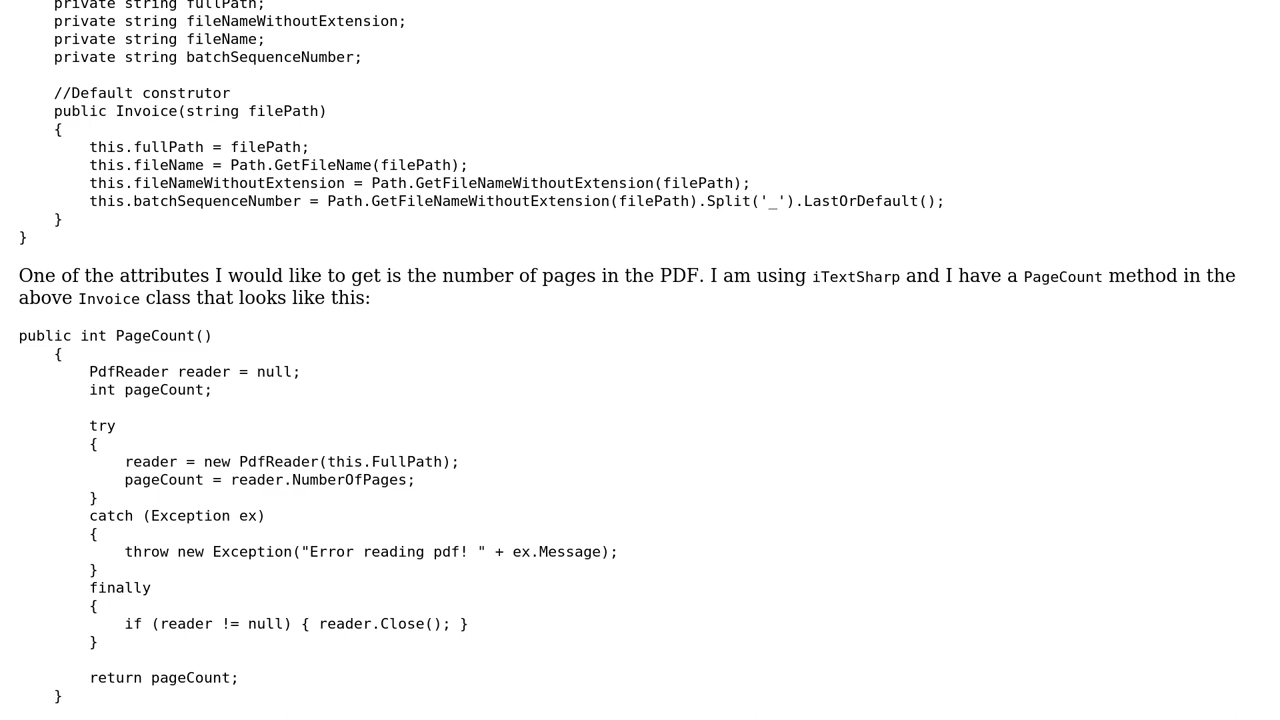 private string fullPath;
private string fileNameWithoutExtension;
private string fileName;
private string batchSequenceNumber;
//Default construtor
public Invoice(string filePath)
{
this.fullPath = filePath;
this.fileName = Path.GetFileName(filePath);
this.fileNameWithoutExtension = Path.GetFileNameWithoutExtension(filePath);
this.batchSequenceNumber = Path.GetFileNameWithoutExtension(filePath).Split('_').LastOrDefault();
}
}
One of the attributes I would like to get is the number of pages in the PDF. I am using iTextSharp and I have a PageCount method in the
above Invoice class that looks like this:
public int PageCount()
{
PdfReader reader = null;
int pageCount;
try
{
reader = new PdfReader(this.FullPath);
pageCount = reader.NumberOfPages;
}
catch (Exception ex)
{
throw new Exception("Error reading pdf! " + ex.Message);
}
finally
{
if (reader != null) { reader.Close(); }
}
return pageCount;
}